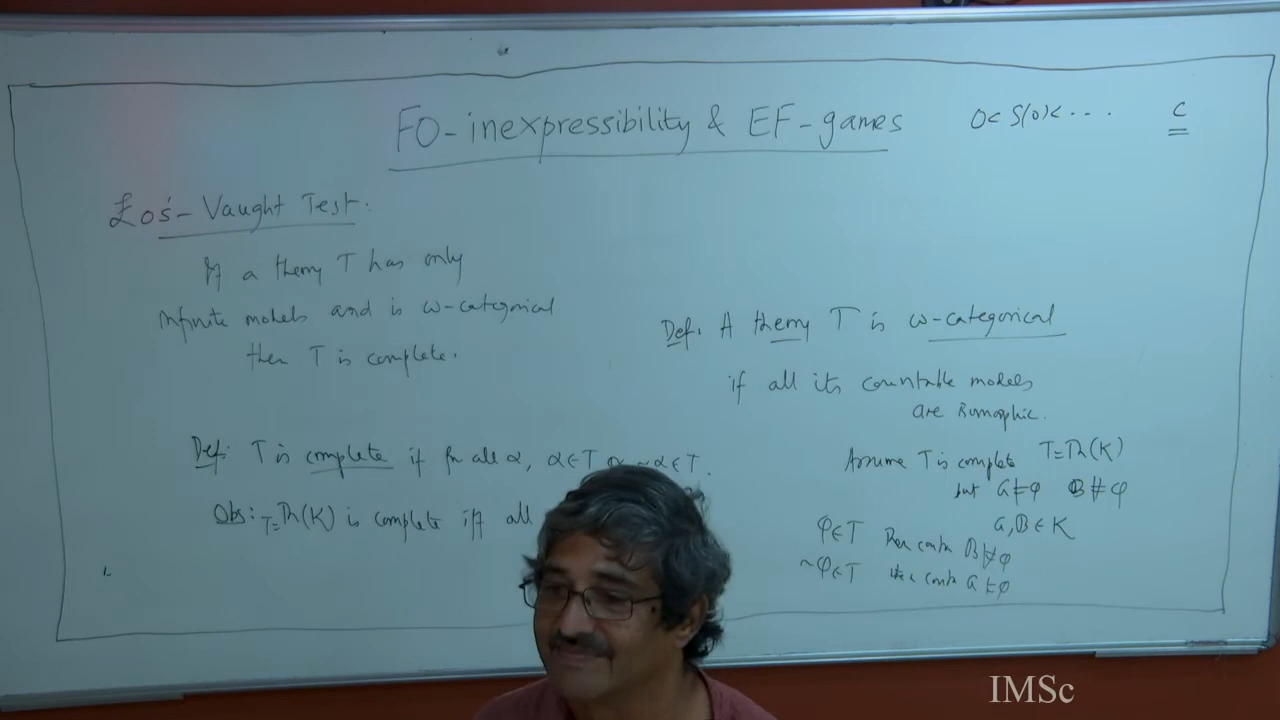 FO-inexpressibility & EF-games
0 < S(0) < ....
c
Łoś-Vaught Test:
If a theory T has only
infinite models and is ω-categorical
then T is complete.
Def: A theory T is ω-categorical
if all its countable models
are isomorphic.
Def: T is complete if for all α, α∈T or ~α∈T.
Obs: T=Th(K) is complete iff all
Assume T is complete T=Th(K)
but a⊨φ B⊭φ
a, B ∈ K
φ∈T then contra B⊭φ
~φ∈T then contra a⊨φ
IMSc